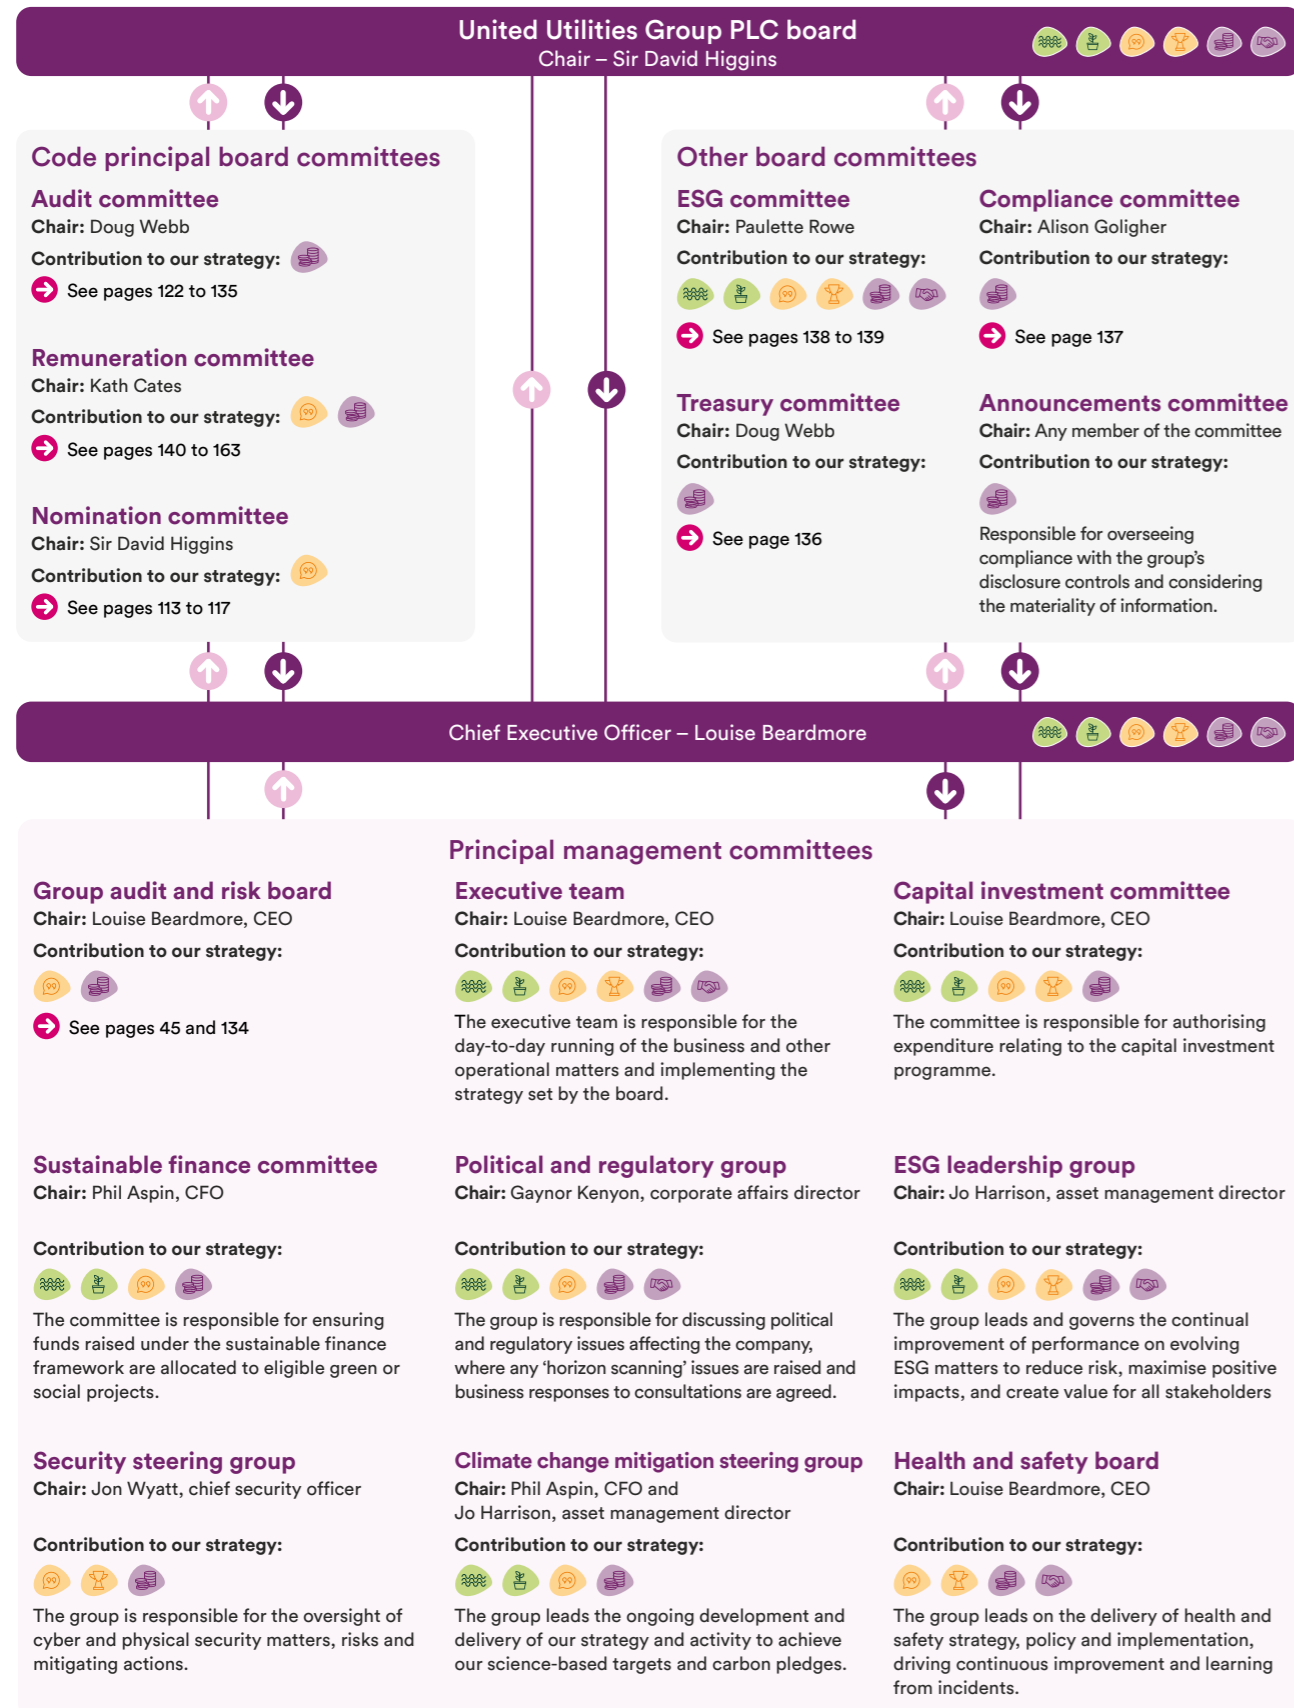 United Utilities Group PLC board
Chair – Sir David Higgins
Code principal board committees
Audit committee
Chair: Doug Webb
Contribution to our strategy:
See pages 122 to 135
Remuneration committee
Chair: Kath Cates
Contribution to our strategy:
See pages 140 to 163
Nomination committee
Chair: Sir David Higgins
Contribution to our strategy:
See pages 113 to 117
Other board committees
ESG committee
Chair: Paulette Rowe
Contribution to our strategy:
See pages 138 to 139
Compliance committee
Chair: Alison Goligher
Contribution to our strategy:
See page 137
Treasury committee
Chair: Doug Webb
Contribution to our strategy:
See page 136
Announcements committee
Chair: Any member of the committee
Contribution to our strategy:
Responsible for overseeing
compliance with the group’s
disclosure controls and considering
the materiality of information.
Chief Executive Officer – Louise Beardmore
Principal management committees
Group audit and risk board
Chair: Louise Beardmore, CEO
Contribution to our strategy:
See pages 45 and 134
Executive team
Chair: Louise Beardmore, CEO
Contribution to our strategy:
The executive team is responsible for the
day-to-day running of the business and other
operational matters and implementing the
strategy set by the board.
Capital investment committee
Chair: Louise Beardmore, CEO
Contribution to our strategy:
The committee is responsible for authorising
expenditure relating to the capital investment
programme.
Sustainable finance committee
Chair: Phil Aspin, CFO
Contribution to our strategy:
The committee is responsible for ensuring
funds raised under the sustainable finance
framework are allocated to eligible green or
social projects.
Political and regulatory group
Chair: Gaynor Kenyon, corporate affairs director
Contribution to our strategy:
The group is responsible for discussing political
and regulatory issues affecting the company,
where any ‘horizon scanning’ issues are raised and
business responses to consultations are agreed.
ESG leadership group
Chair: Jo Harrison, asset management director
Contribution to our strategy:
The group leads and governs the continual
improvement of performance on evolving
ESG matters to reduce risk, maximise positive
impacts, and create value for all stakeholders
Security steering group
Chair: Jon Wyatt, chief security officer
Contribution to our strategy:
The group is responsible for the oversight of
cyber and physical security matters, risks and
mitigating actions.
Climate change mitigation steering group
Chair: Phil Aspin, CFO and
Jo Harrison, asset management director
Contribution to our strategy:
The group leads the ongoing development and
delivery of our strategy and activity to achieve
our science-based targets and carbon pledges.
Health and safety board
Chair: Louise Beardmore, CEO
Contribution to our strategy:
The group leads on the delivery of health and
safety strategy, policy and implementation,
driving continuous improvement and learning
from incidents.